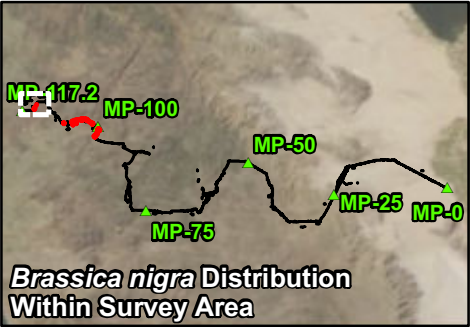 MP-117.2
MP-100
MP-50
MP-25
MP-0
MP-75
Brassica nigra Distribution
Within Survey Area